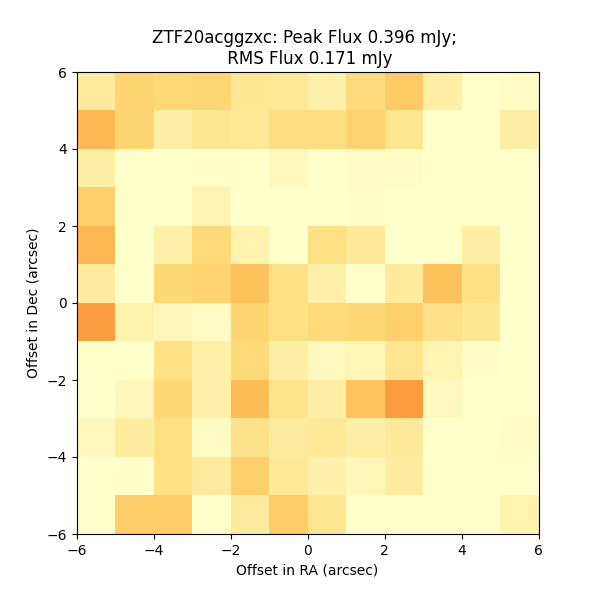 ZTF20acggzxc: Peak Flux 0.396 mJy;
RMS Flux 0.171 mJy
6
4
2
0
−2
−4
−6
Offset in Dec (arcsec)
−6 −4 −2 0 2 4 6
Offset in RA (arcsec)